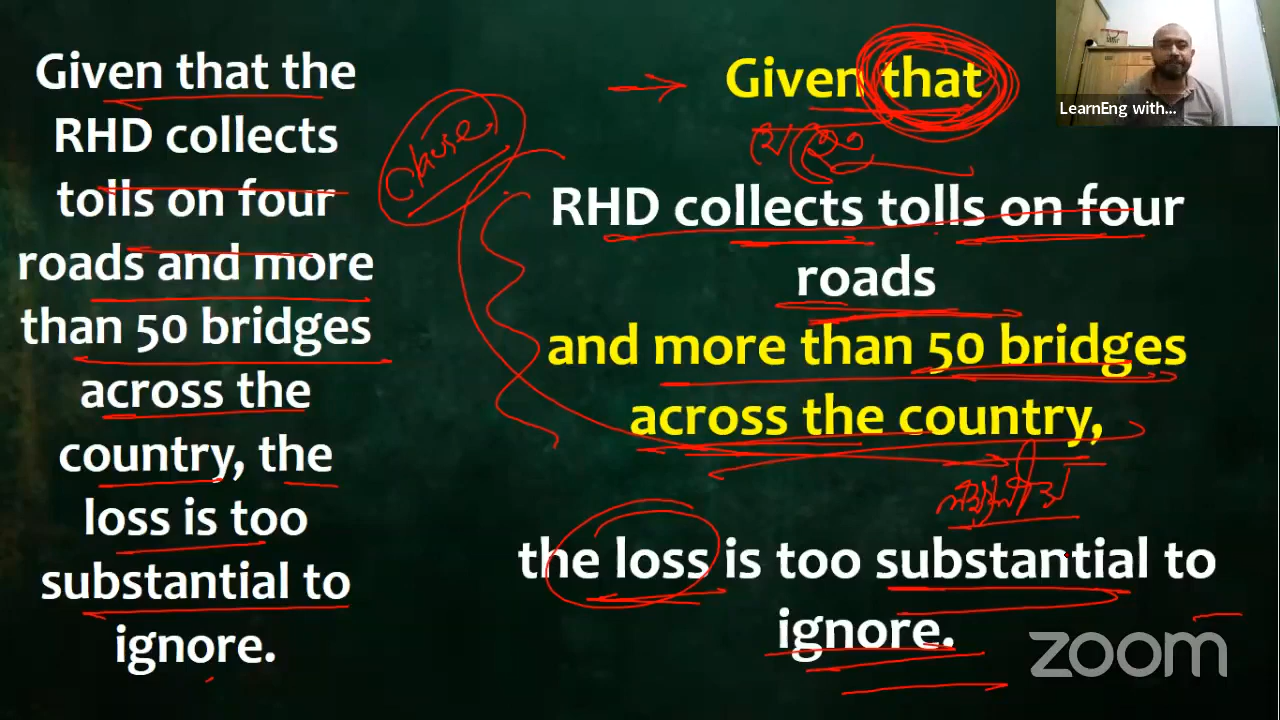 Given that the
RHD collects
tolls on four
roads and more
than 50 bridges
across the
country, the
loss is too
substantial to
ignore.
Clause
Given that
যেহেতু
RHD collects tolls on four
roads
and more than 50 bridges
across the country,
the loss is too substantial to
ignore.
LearnEng with...
zoom